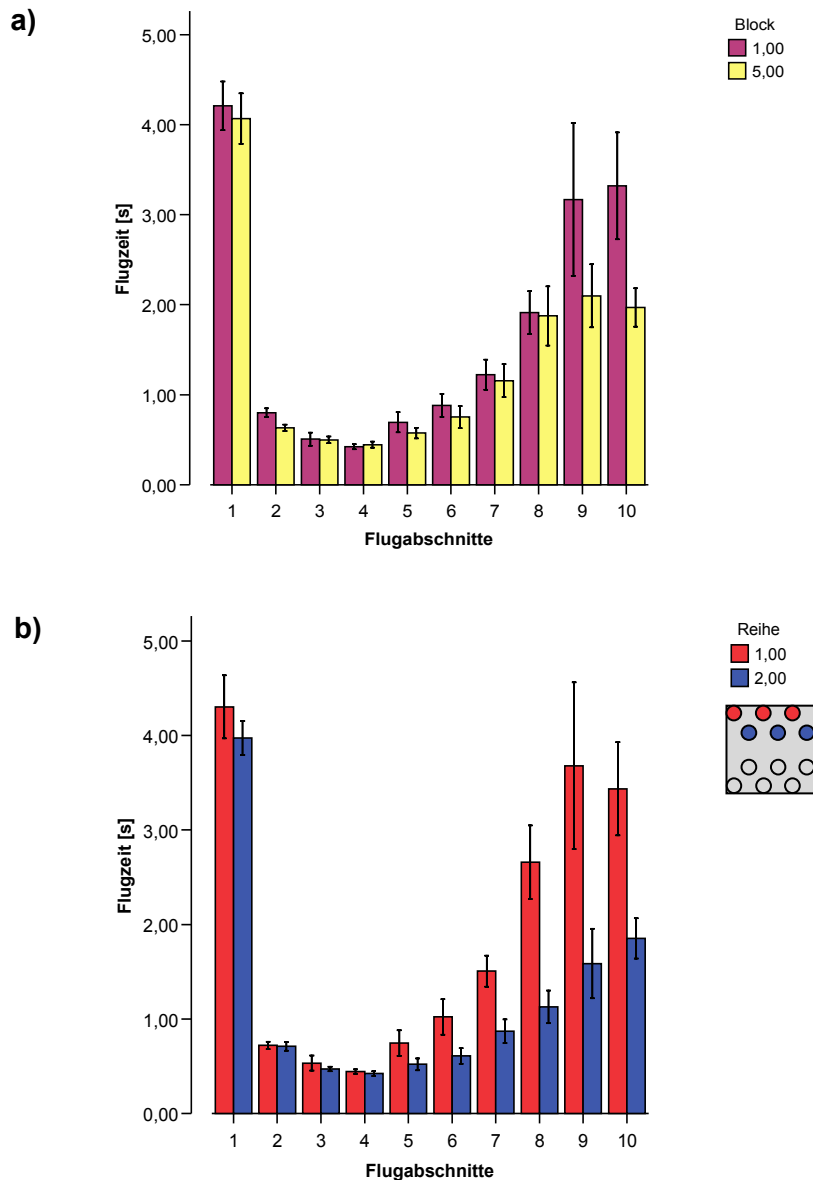 a)
Block
1,00
5,00
5,00
4,00
3,00
2,00
1,00
0,00
Flugzeit [s]
1 2 3 4 5 6 7 8 9 10
Flugabschnitte
b)
Reihe
1,00
2,00
5,00
4,00
3,00
2,00
1,00
0,00
Flugzeit [s]
1 2 3 4 5 6 7 8 9 10
Flugabschnitte